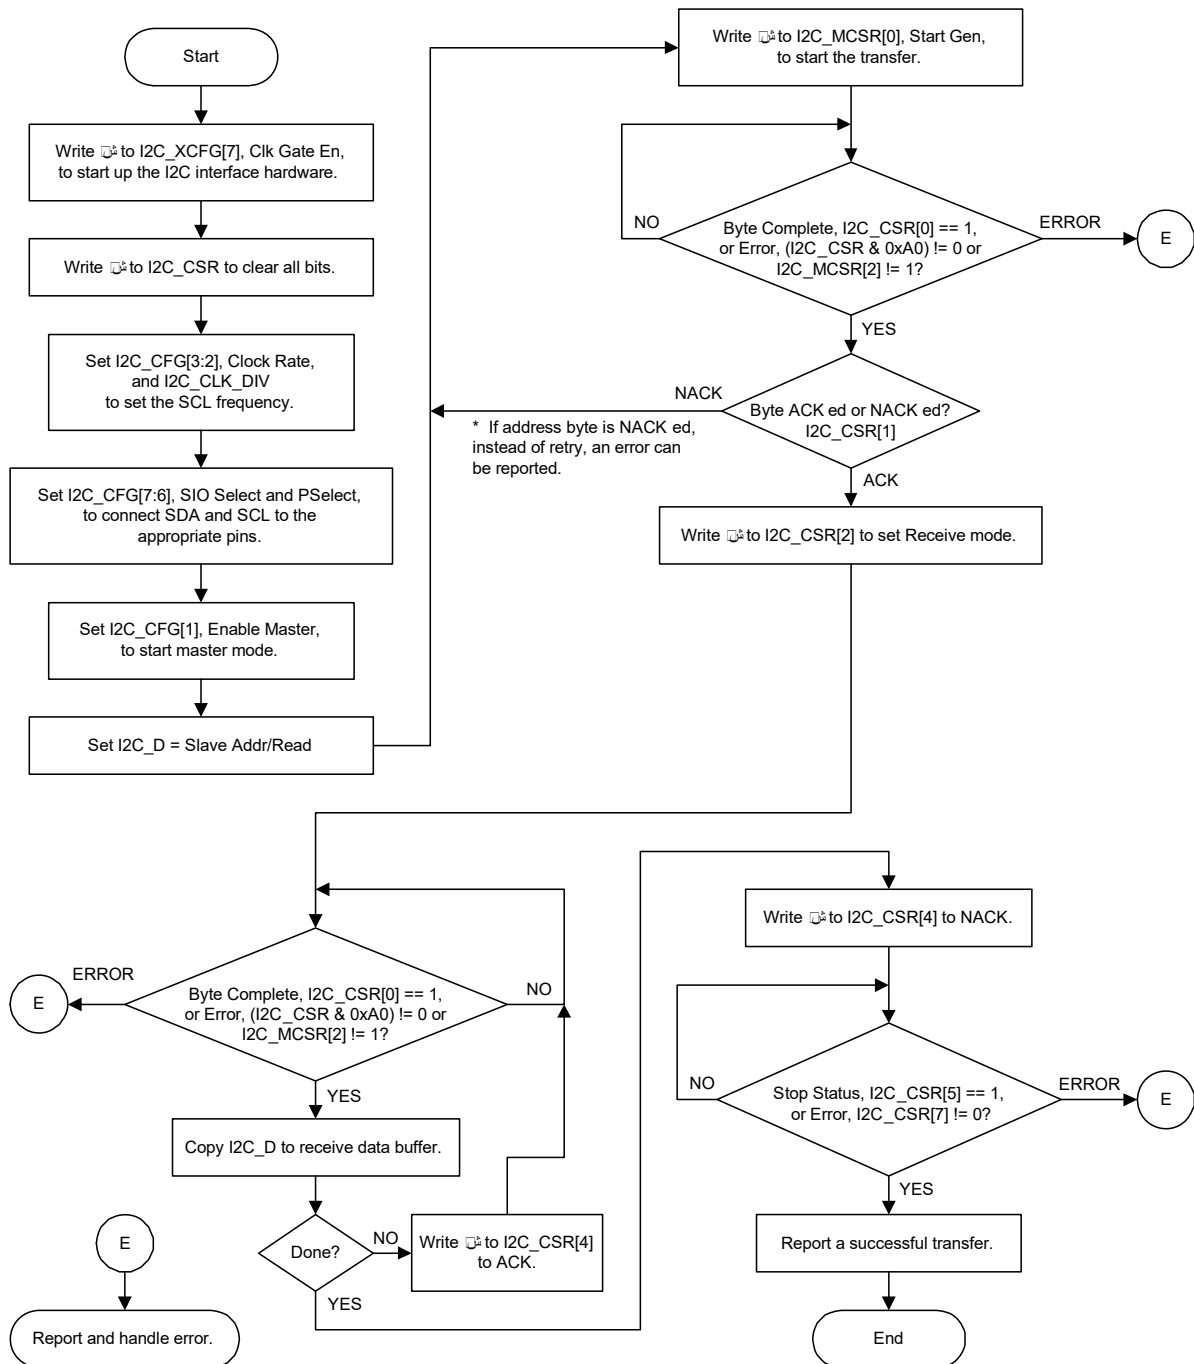 Start
Write to I2C_XCFG[7], Clk Gate En,
to start up the I2C interface hardware.
Write to I2C_CSR to clear all bits.
Set I2C_CFG[3:2], Clock Rate,
and I2C_CLK_DIV
to set the SCL frequency.
Set I2C_CFG[7:6], SIO Select and PSelect,
to connect SDA and SCL to the
appropriate pins.
Set I2C_CFG[1], Enable Master,
to start master mode.
Set I2C_D = Slave Addr/Read
Write to I2C_MCSR[0], Start Gen,
to start the transfer.
NO
Byte Complete, I2C_CSR[0] == 1,
or Error, (I2C_CSR & 0xA0) != 0 or
I2C_MCSR[2] != 1?
ERROR
E
YES
NACK
Byte ACK ed or NACK ed?
I2C_CSR[1]
* If address byte is NACK ed,
instead of retry, an error can
be reported.
ACK
Write to I2C_CSR[2] to set Receive mode.
ERROR
E
Byte Complete, I2C_CSR[0] == 1,
or Error, (I2C_CSR & 0xA0) != 0 or
I2C_MCSR[2] != 1?
NO
YES
Copy I2C_D to receive data buffer.
Done?
NO
Write to I2C_CSR[4]
to ACK.
YES
E
Report and handle error.
Write to I2C_CSR[4] to NACK.
NO
Stop Status, I2C_CSR[5] == 1,
or Error, I2C_CSR[7] != 0?
ERROR
E
YES
Report a successful transfer.
End